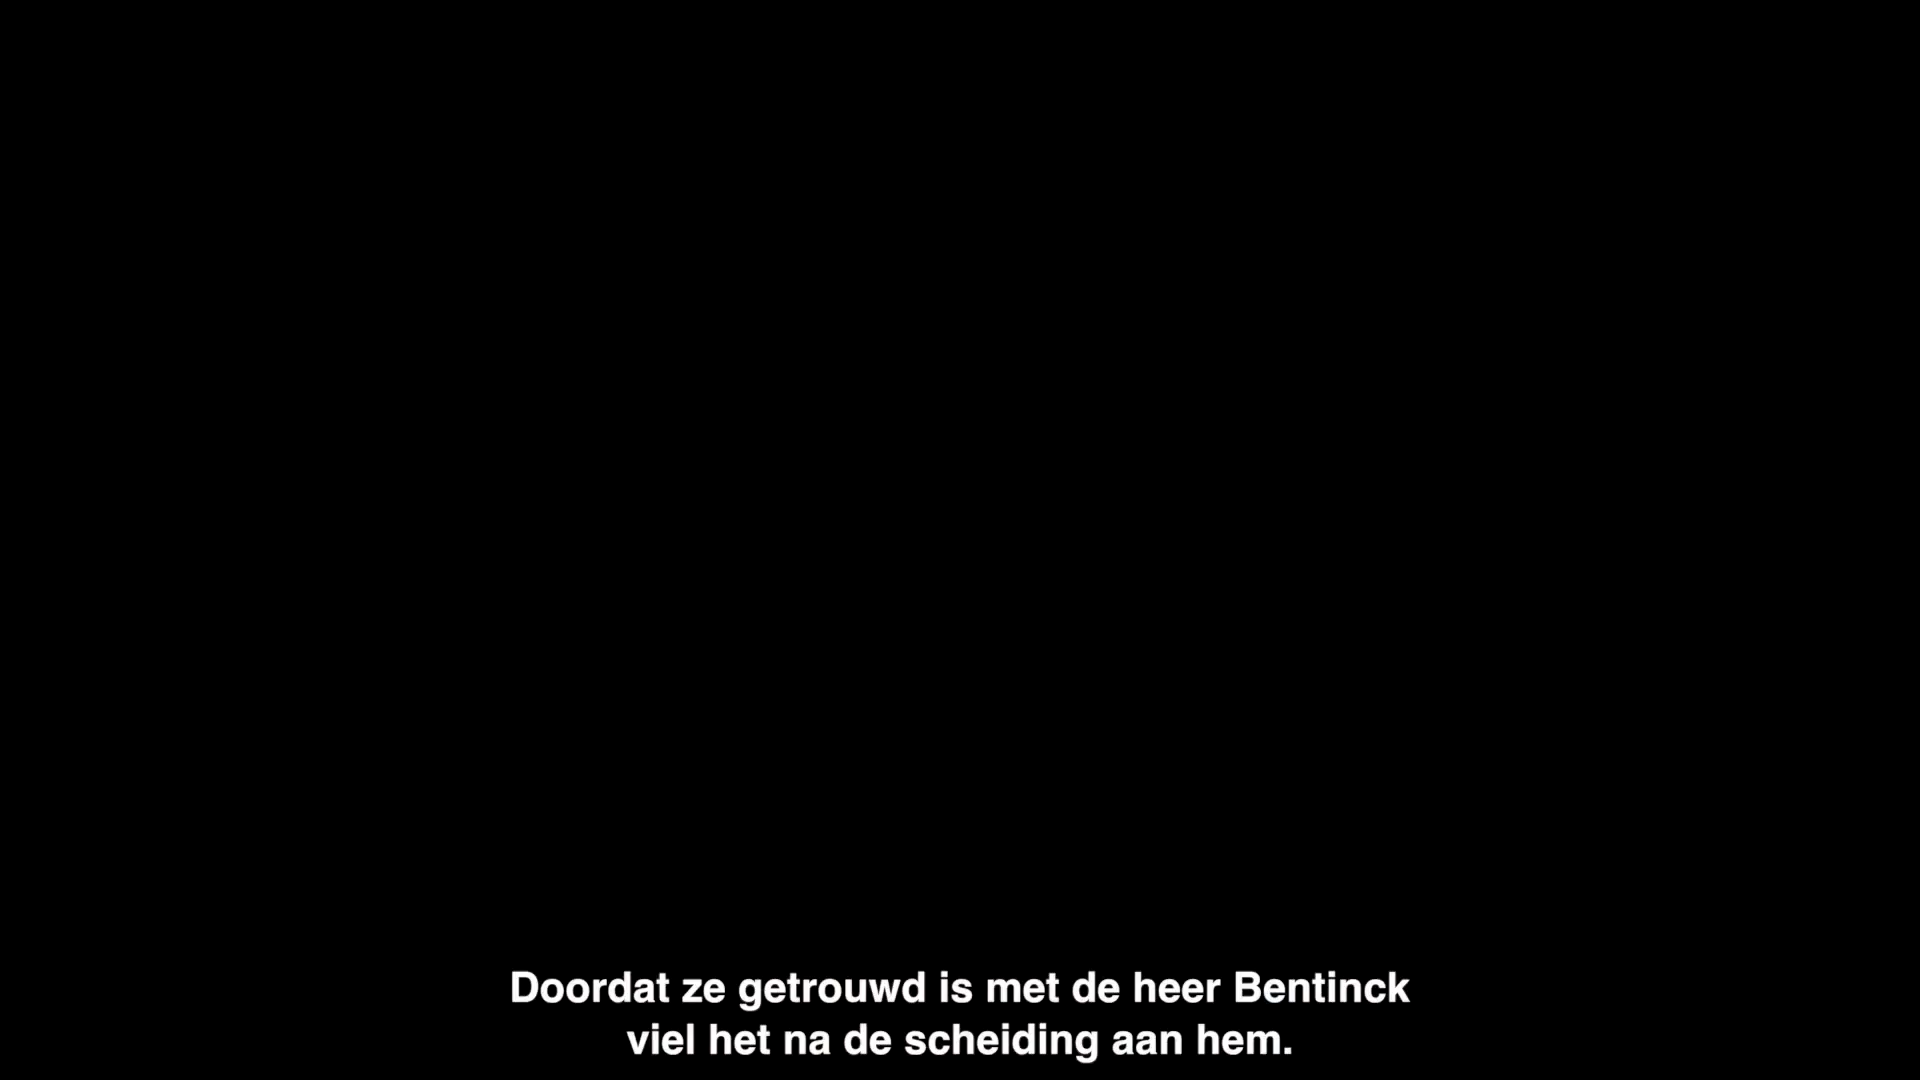 Doordat ze getrouwd is met de heer Bentinck
viel het na de scheiding aan hem.